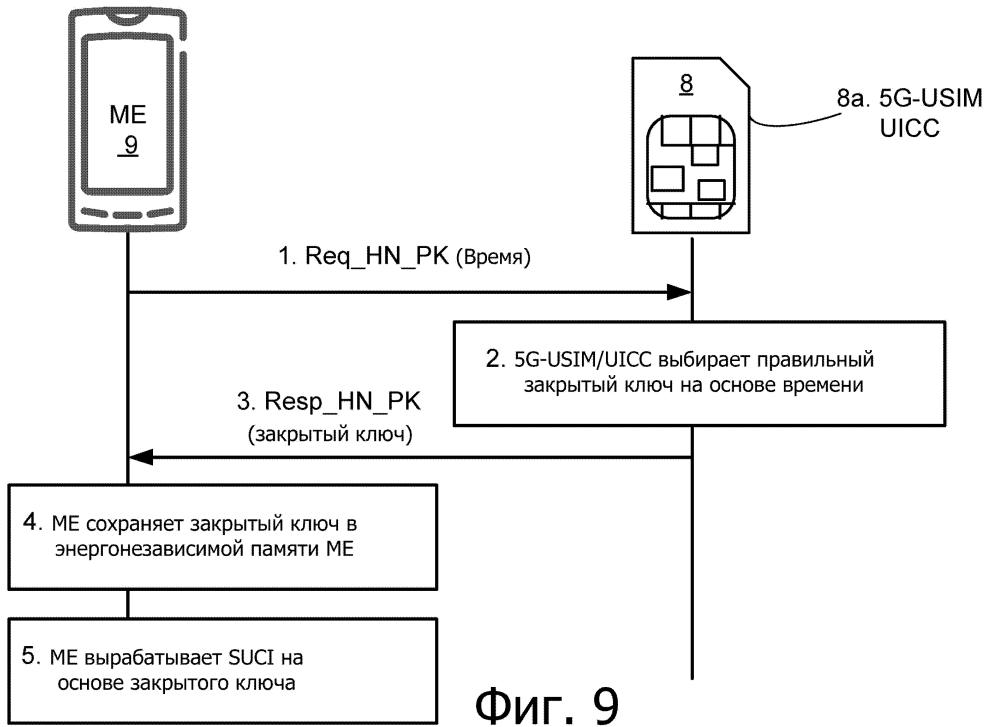 ME
9
8
8a. 5G-USIM
UICC
1. Req_HN_PK (Время)
2. 5G-USIM/UICC выбирает правильный
закрытый ключ на основе времени
3. Resp_HN_PK
(закрытый ключ)
4. ME сохраняет закрытый ключ в
энергонезависимой памяти ME
5. ME вырабатывает SUCI на
основе закрытого ключа
Фиг. 9